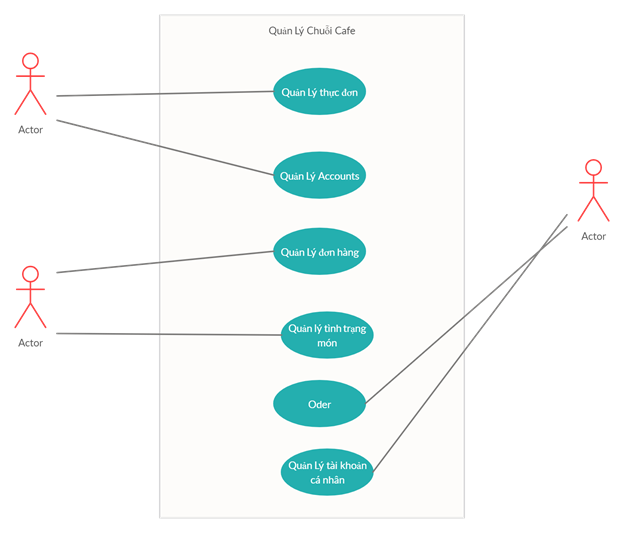 Quản Lý Chuỗi Cafe
Actor
Quản Lý thực đơn
Quản Lý Accounts
Actor
Quản Lý đơn hàng
Quản lý tình trạng
món
Actor
Oder
Quản Lý tài khoản
cá nhân